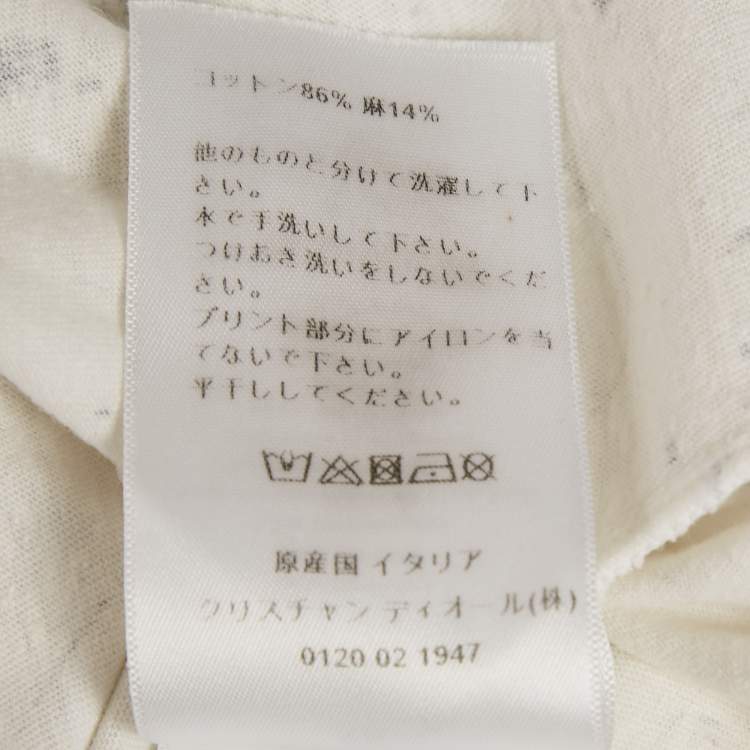 コットン86% 麻14%
他のものと分けて洗濯して下
さい。
水で手洗いして下さい。
つけおき洗いをしないでくだ
さい。
プリント部分にアイロンを当
てないで下さい。
平干ししてください。
原産国 イタリア
クリスチャン ディオール(株)
0120 02 1947